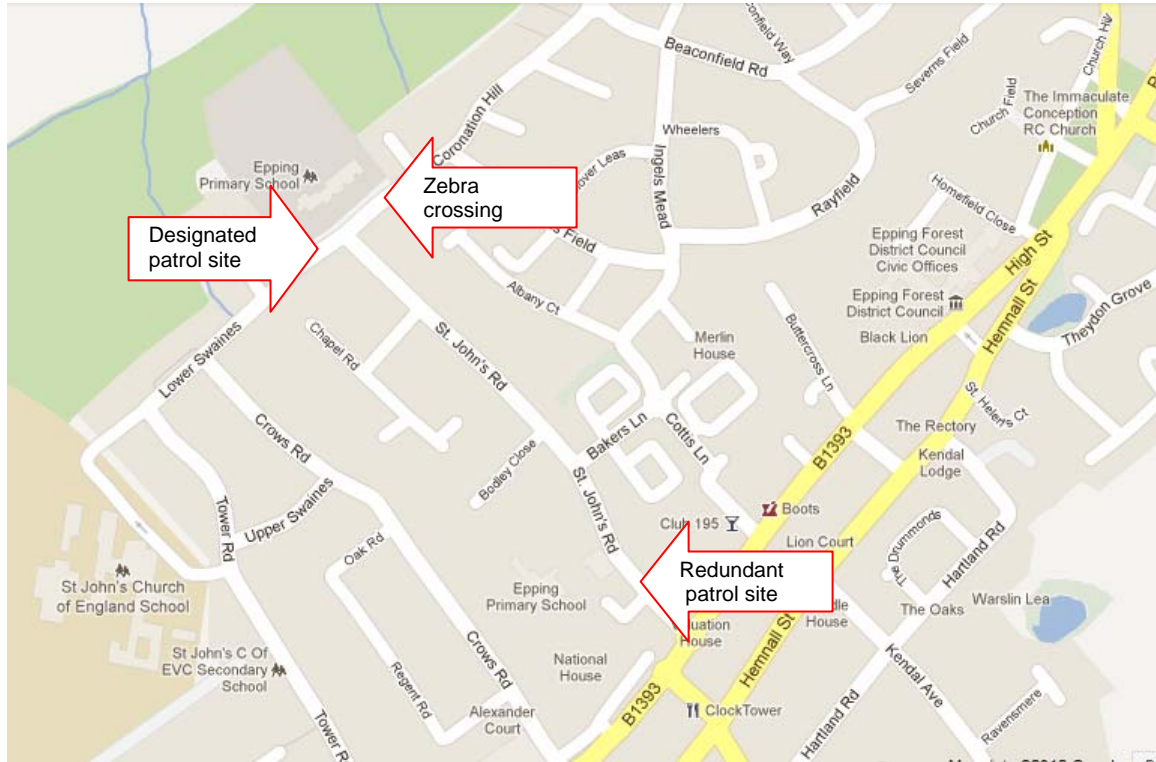 Beaconfield Rd
Severns Field
Church Hill
The Immaculate
Conception
RC Church
Church Field
Coronation Hill
Wheelers
Ingels Mead
Rayfield
Homefield Close
Epping
Primary School
Zebra
crossing
Designated
patrol site
Field
Albany Ct
Epping Forest
District Council
Civic Offices
High St
Epping Forest
District Council
Black Lion
Hemnall St
Theydon Grove
Lower Swaines
Chapel Rd
St. John's Rd
Merlin
House
Buttercross Ln
St. Helen's Ct
Crows Rd
Bakers Ln
Cottis Ln
B1393
The Rectory
Kendal
Lodge
Bodley Close
St. John's Rd
Tower Rd
Upper Swaines
Oak Rd
Club 195
Boots
Lion Court
The Drummonds
Hartland Rd
St John's Church
of England School
Epping
Primary School
Redundant
patrol site
House
The Oaks
Warslin Lea
House
St John's C Of
EVC Secondary
School
Regent Rd
Crows Rd
National
House
Hemnall St
Kendal Ave
Alexander
Court
B1393
ClockTower
Hartland Rd
Ravensmere
Tower R